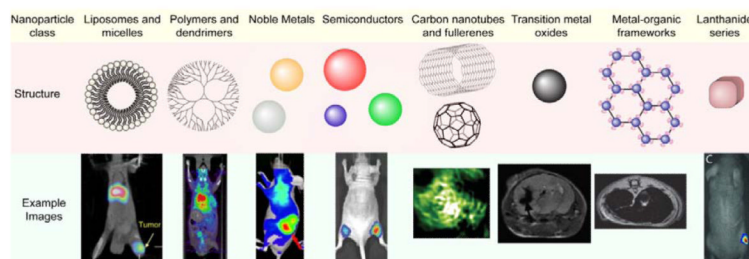 Nanoparticle class
Liposomes and micelles
Polymers and dendrimers
Noble Metals
Semiconductors
Carbon nanotubes and fullerenes
Transition metal oxides
Metal-organic frameworks
Lanthanide series
Structure
Example Images
Tumor
C